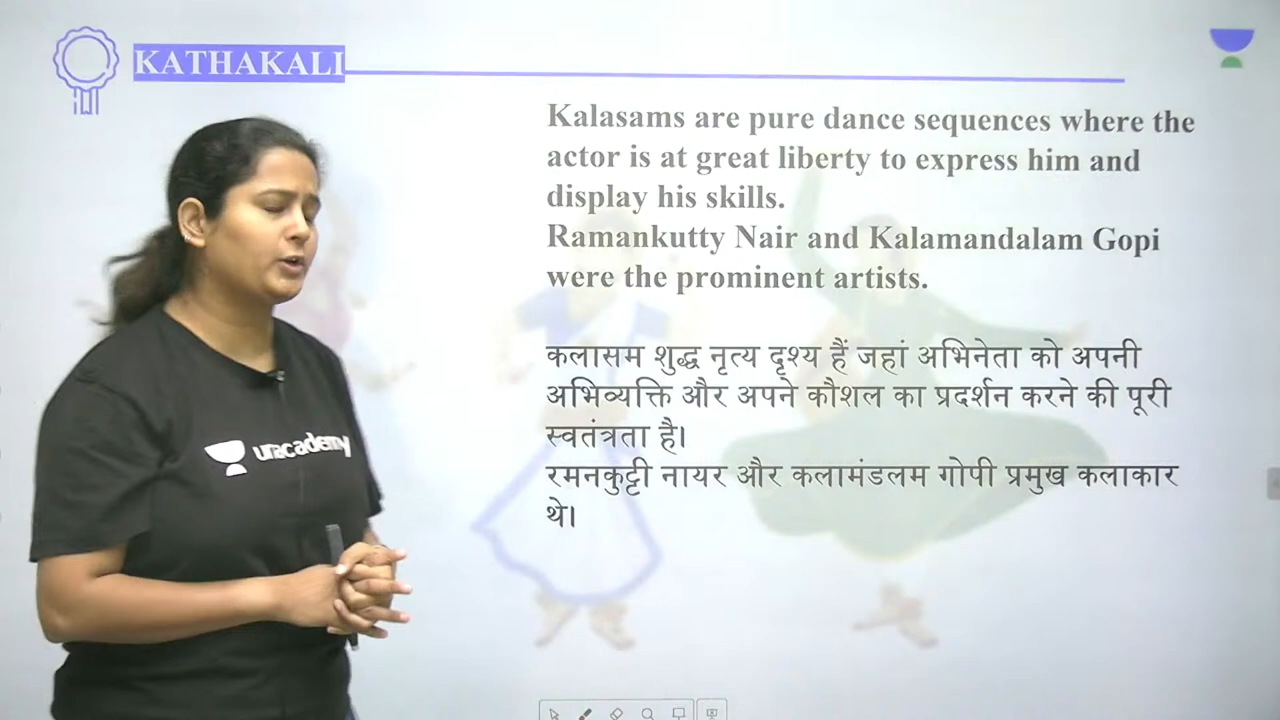 KATHAKALI
Kalasams are pure dance sequences where the
actor is at great liberty to express him and
display his skills.
Ramankutty Nair and Kalamandalam Gopi
were the prominent artists.
कलासम शुद्ध नृत्य दृश्य हैं जहां अभिनेता को अपनी
अभिव्यक्ति और अपने कौशल का प्रदर्शन करने की पूरी
स्वतंत्रता है।
रमनकुट्टी नायर और कलामंडलम गोपी प्रमुख कलाकार
थे।
unacademy